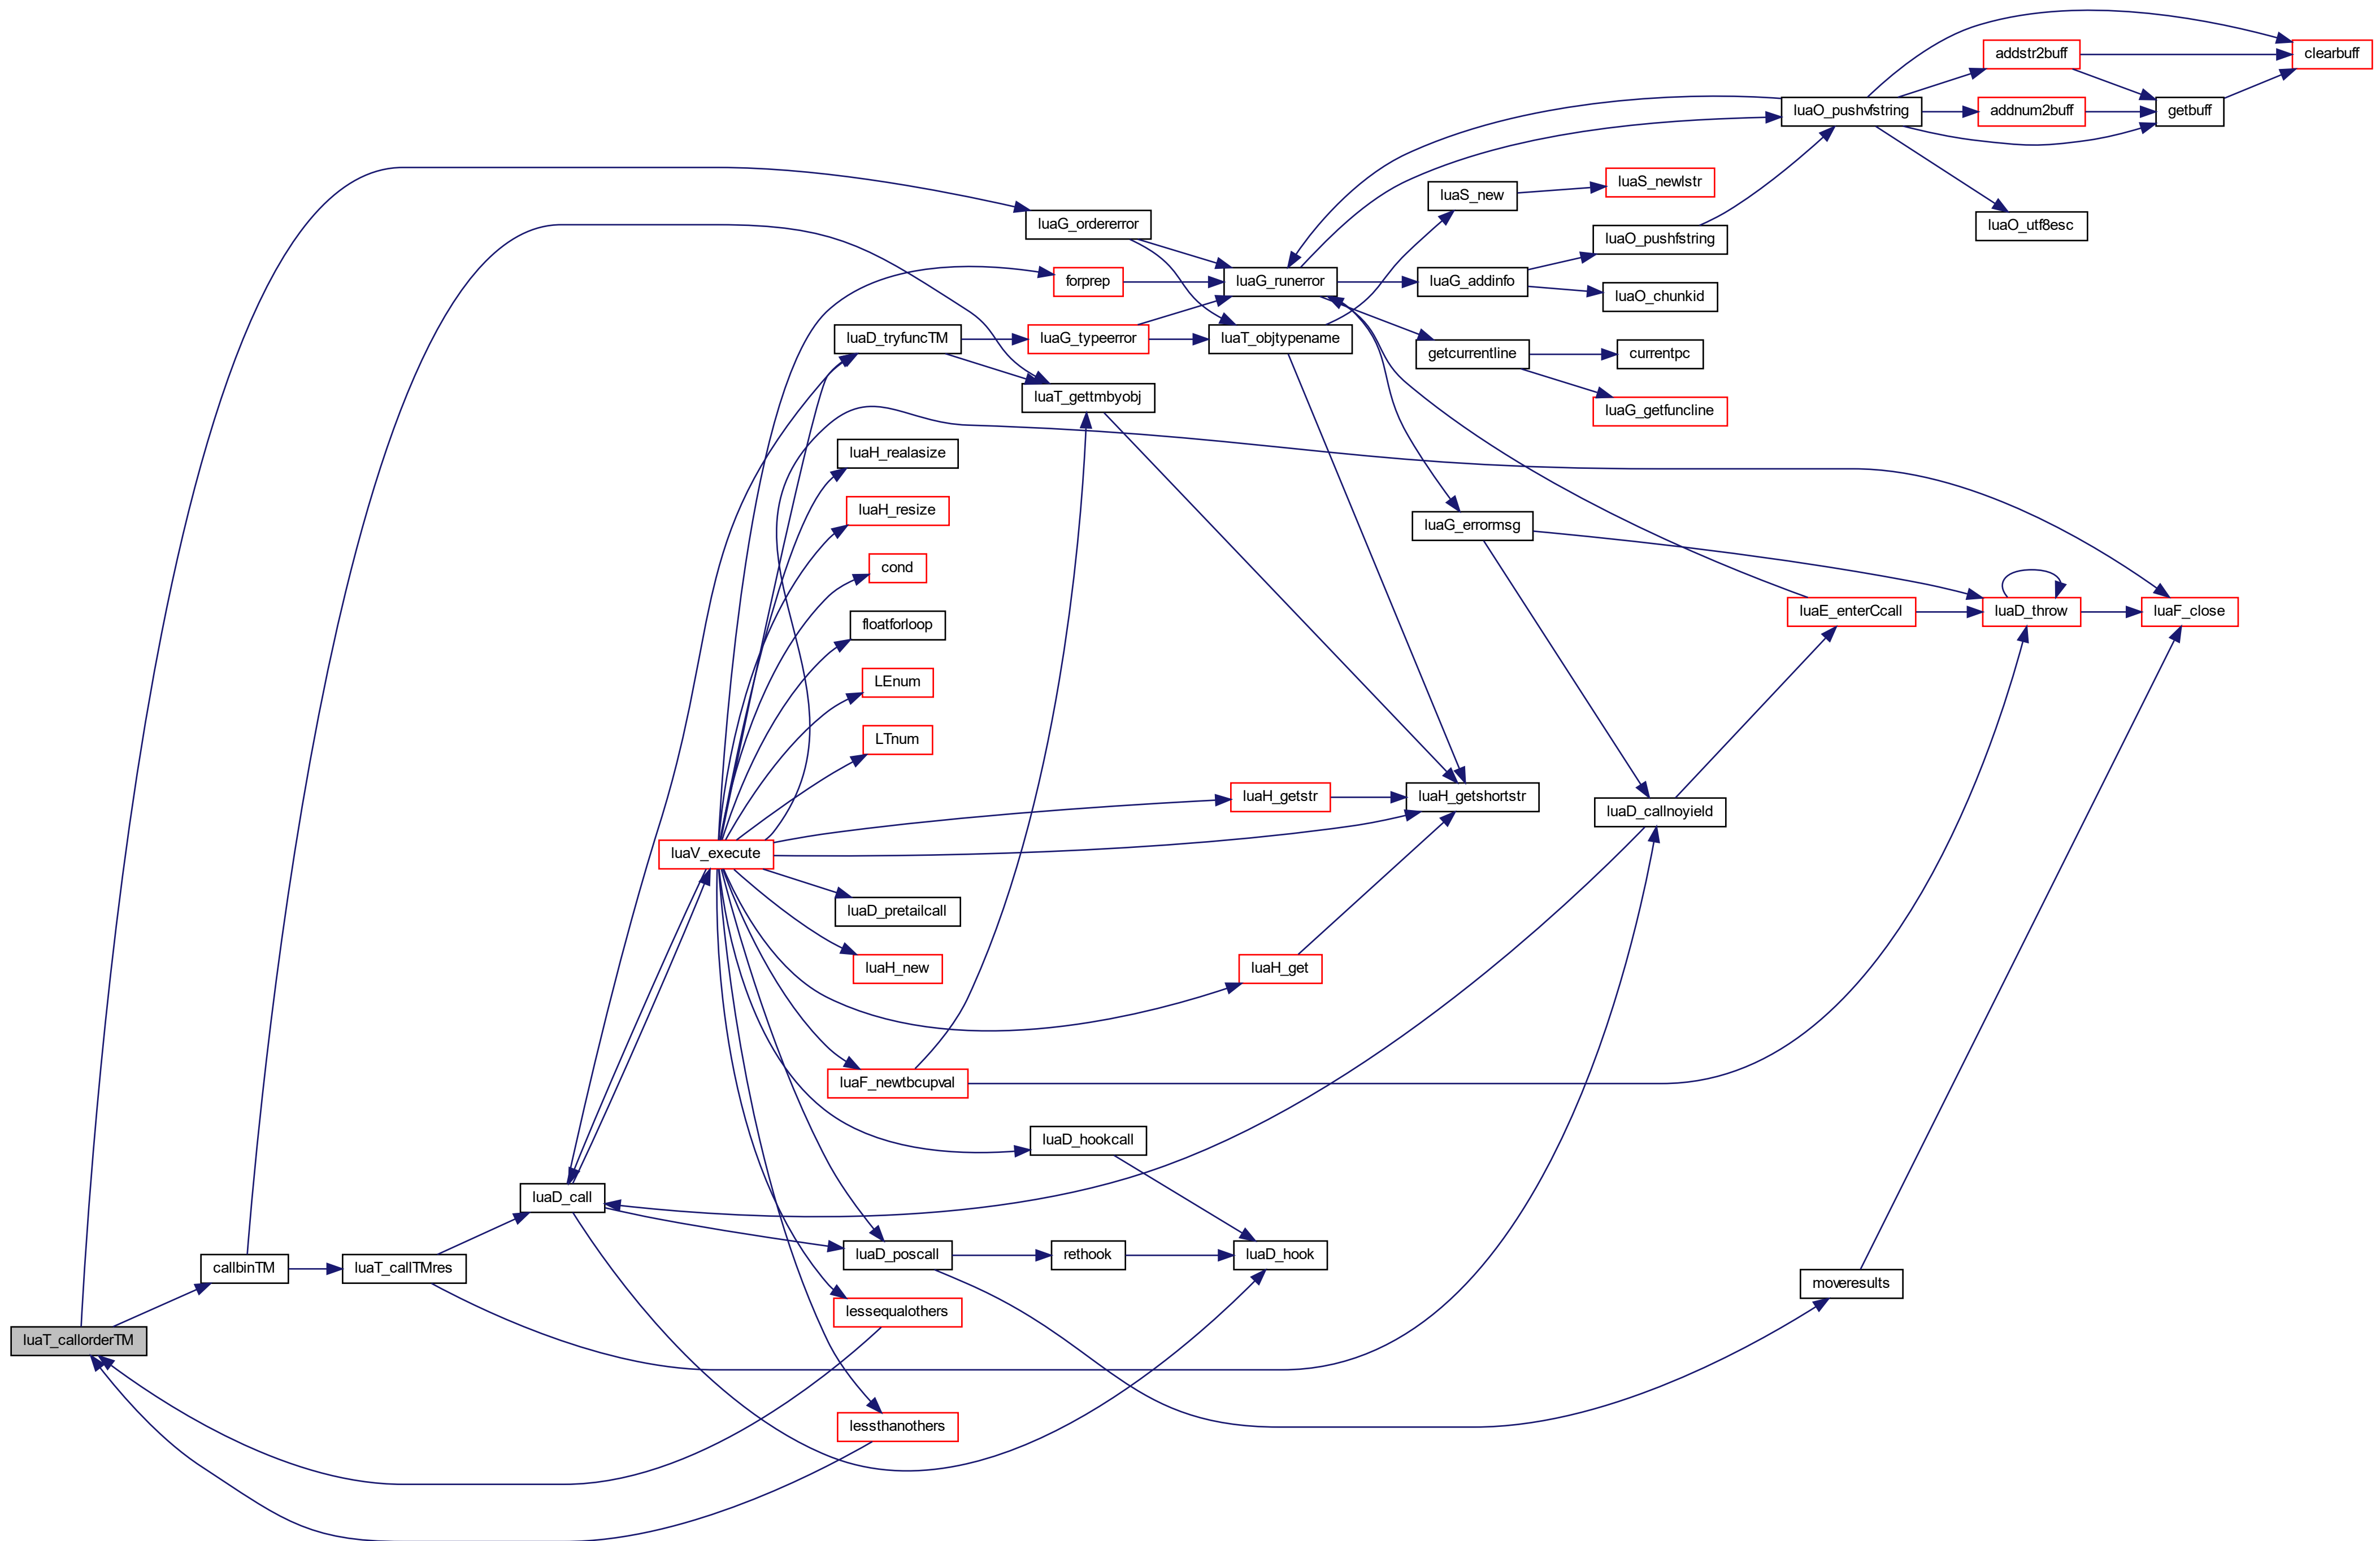 clearbuff
addstr2buff
luaO_pushvfstring
addnum2buff
getbuff
luaS_newlstr
luaS_new
luaG_ordererror
luaO_utf8esc
luaO_pushfstring
forprep
luaG_runerror
luaG_addinfo
luaO_chunkid
luaD_tryfuncTM
luaG_typeerror
luaT_objtypename
getcurrentline
currentpc
luaT_gettmbyobj
luaG_getfuncline
luaH_realasize
luaH_resize
luaG_errormsg
cond
floatforloop
luaE_enterCcall
luaD_throw
luaF_close
LEnum
LTnum
luaH_getstr
luaH_getshortstr
luaD_callnoyield
luaV_execute
luaD_pretailcall
luaH_new
luaH_get
luaF_newtbcupval
luaD_hookcall
luaD_call
luaD_poscall
rethook
luaD_hook
callbinTM
luaT_callTMres
moveresults
lessequalothers
luaT_callorderTM
lessthanothers